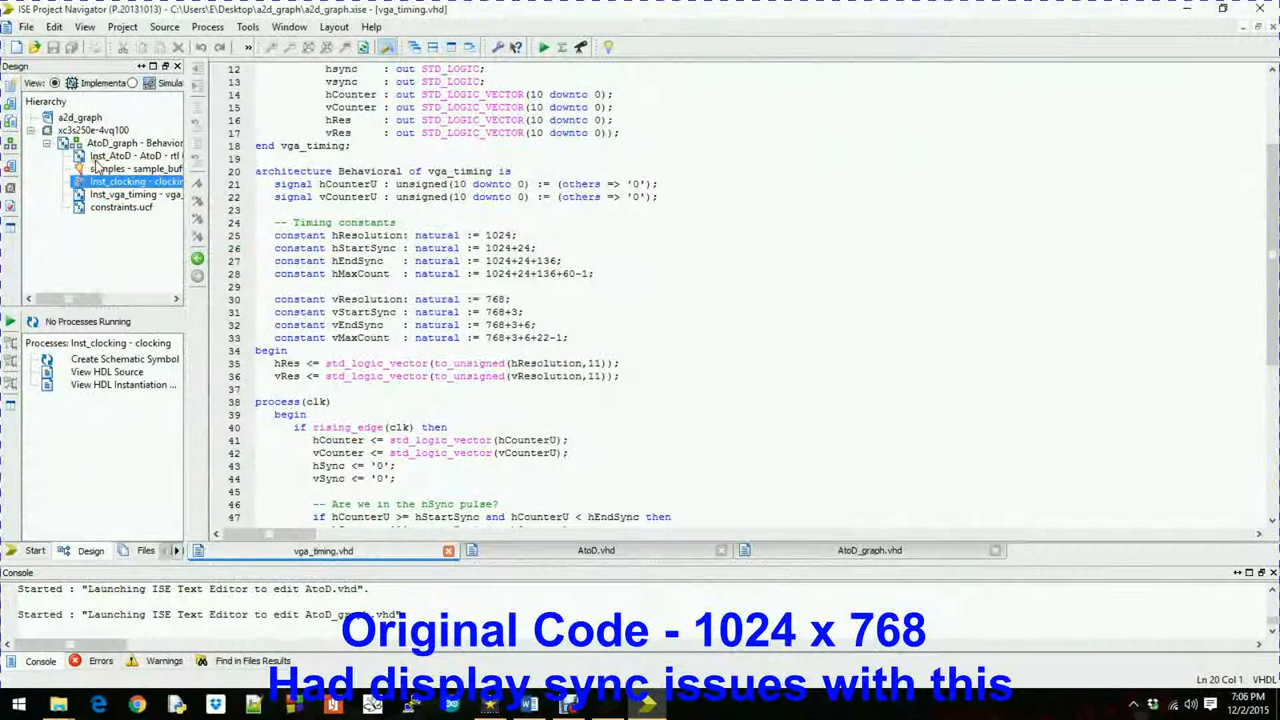 ISE Project Navigator (P.20131013) - C:\Users\E\Desktop\a2d_graph\a2d_graph.xise - [vga_timing.vhd]
File Edit View Project Source Process Tools Window Layout Help
Design
View: Implementa Simula
Hierarchy
a2d_graph
xc3s250e-4vq100
AtoD_graph - Behavior
Inst_AtoD - AtoD - rtl
samples - sample_buf
Inst_clocking - clockin
Inst_vga_timing - vga_
constraints.ucf
No Processes Running
Processes: Inst_clocking - clocking
Create Schematic Symbol
View HDL Source
View HDL Instantiation ...
Start Design Files
12 hsync : out STD_LOGIC;
13 vsync : out STD_LOGIC;
14 hCounter : out STD_LOGIC_VECTOR(10 downto 0);
15 vCounter : out STD_LOGIC_VECTOR(10 downto 0);
16 hRes : out STD_LOGIC_VECTOR(10 downto 0);
17 vRes : out STD_LOGIC_VECTOR(10 downto 0));
18 end vga_timing;
19
20 architecture Behavioral of vga_timing is
21 signal hCounterU : unsigned(10 downto 0) := (others => '0');
22 signal vCounterU : unsigned(10 downto 0) := (others => '0');
23
24 -- Timing constants
25 constant hResolution: natural := 1024;
26 constant hStartSync : natural := 1024+24;
27 constant hEndSync : natural := 1024+24+136;
28 constant hMaxCount : natural := 1024+24+136+60-1;
29
30 constant vResolution: natural := 768;
31 constant vStartSync : natural := 768+3;
32 constant vEndSync : natural := 768+3+6;
33 constant vMaxCount : natural := 768+3+6+22-1;
34 begin
35 hRes <= std_logic_vector(to_unsigned(hResolution,11));
36 vRes <= std_logic_vector(to_unsigned(vResolution,11));
37
38 process(clk)
39 begin
40 if rising_edge(clk) then
41 hCounter <= std_logic_vector(hCounterU);
42 vCounter <= std_logic_vector(vCounterU);
43 hSync <= '0';
44 vSync <= '0';
45
46 -- Are we in the hSync pulse?
47 if hCounterU >= hStartSync and hCounterU < hEndSync then
vga_timing.vhd AtoD.vhd AtoD_graph.vhd
Console
Started : "Launching ISE Text Editor to edit AtoD.vhd".
Started : "Launching ISE Text Editor to edit AtoD_graph.vhd".
Original Code - 1024 x 768
Had display sync issues with this
Console Errors Warnings Find in Files Results
Ln 20 Col 1 VHDL
7:06 PM
12/2/2015